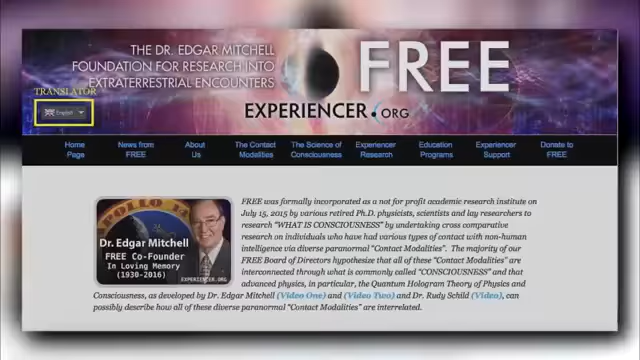 THE DR. EDGAR MITCHELL
FOUNDATION FOR RESEARCH INTO
EXTRATERRESTRIAL ENCOUNTERS
FREE
EXPERIENCER.ORG
TRANSLATOR
English
Home Page
News from FREE
About Us
The Contact Modalities
The Science of Consciousness
Experiencer Research
Education Programs
Experiencer Support
Donate to FREE
APOLLO 1
Dr. Edgar Mitchell
FREE Co-Founder
In Loving Memory
(1930-2016)
EXPERIENCER.ORG
FREE was formally incorporated as a not for profit academic research institute on
July 15, 2015 by various retired Ph.D. physicists, scientists and lay researchers to
research “WHAT IS CONSCIOUSNESS” by undertaking cross comparative
research on individuals who have had various types of contact with non-human
intelligence via diverse paranormal “Contact Modalities”. The majority of our
FREE Board of Directors hypothesize that all of these “Contact Modalities” are
interconnected through what is commonly called “CONSCIOUSNESS” and that
advanced physics, in particular, the Quantum Hologram Theory of Physics and
Consciousness, as developed by Dr. Edgar Mitchell (Video One) and (Video Two) and Dr. Rudy Schild (Video), can
possibly describe how all of these diverse paranormal “Contact Modalities” are interrelated.